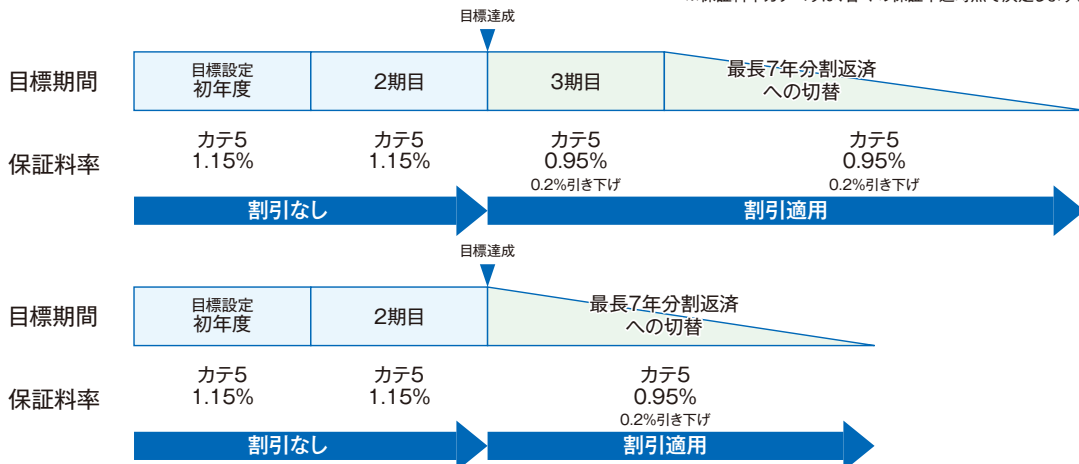 目標達成
目標期間
目標設定
初年度
2期目
3期目
最長7年分割返済
への切替
保証料率
カテ5
1.15%
カテ5
1.15%
カテ5
0.95%
0.2%引き下げ
カテ5
0.95%
0.2%引き下げ
割引なし
割引適用
目標達成
目標期間
目標設定
初年度
2期目
最長7年分割返済
への切替
保証料率
カテ5
1.15%
カテ5
1.15%
カテ5
0.95%
0.2%引き下げ
割引なし
割引適用